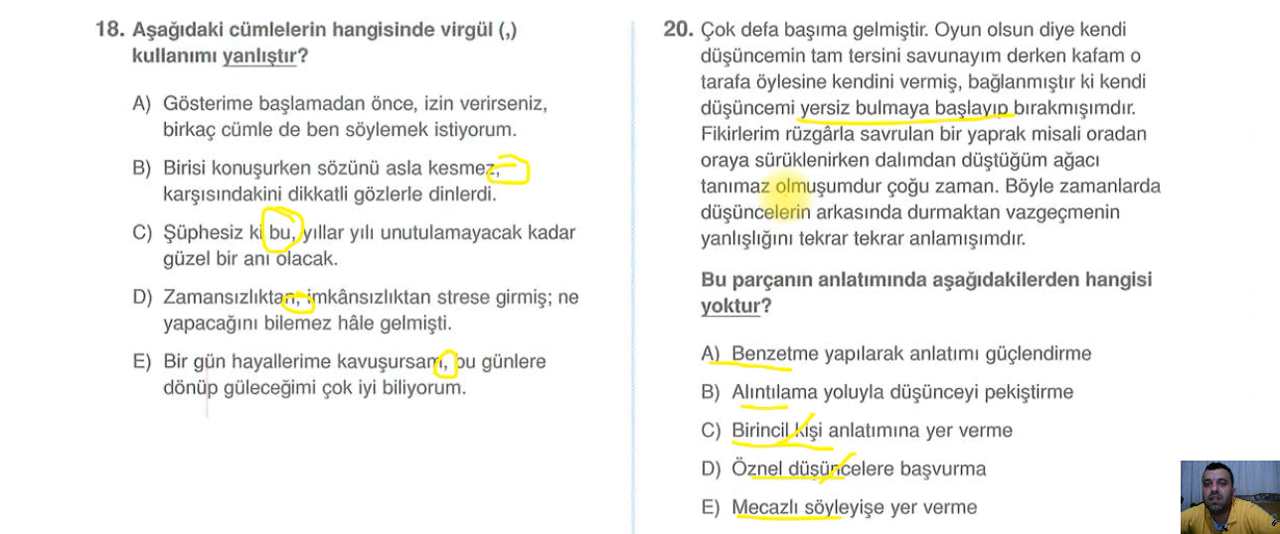 18. Aşağıdaki cümlelerin hangisinde virgül (,)
kullanımı yanlıştır?
A) Gösterime başlamadan önce, izin verirseniz,
birkaç cümle de ben söylemek istiyorum.
B) Birisi konuşurken sözünü asla kesmez,
karşısındakini dikkatli gözlerle dinlerdi.
C) Şüphesiz ki bu, yıllar yılı unutulamayacak kadar
güzel bir anı olacak.
D) Zamansızlıktan, imkânsızlıktan strese girmiş; ne
yapacağını bilemez hâle gelmişti.
E) Bir gün hayallerime kavuşursam, bu günlere
dönüp güleceğimi çok iyi biliyorum.
20. Çok defa başıma gelmiştir. Oyun olsun diye kendi
düşüncemin tam tersini savunayım derken kafam o
tarafa öylesine kendini vermiş, bağlanmıştır ki kendi
düşüncemi yersiz bulmaya başlayıp bırakmışımdır.
Fikirlerim rüzgârla savrulan bir yaprak misali oradan
oraya sürüklenirken dalımdan düştüğüm ağacı
tanımaz olmuşumdur çoğu zaman. Böyle zamanlarda
düşüncelerin arkasında durmaktan vazgeçmenin
yanlışlığını tekrar tekrar anlamışımdır.
Bu parçanın anlatımında aşağıdakilerden hangisi
yoktur?
A) Benzetme yapılarak anlatımı güçlendirme
B) Alıntılama yoluyla düşünceyi pekiştirme
C) Birincil kişi anlatımına yer verme
D) Öznel düşüncelere başvurma
E) Mecazlı söyleyişe yer verme